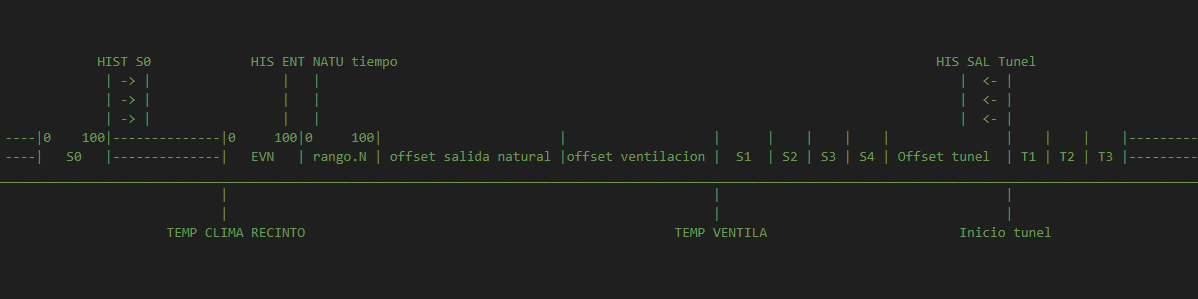 HIST S0 HIS ENT NATU tiempo HIS SAL Tunel
| -> | | | | <- |
| -> | | | | <- |
| -> | | | | <- |
----|0 100|--------------|0 100|0 100| | | | | | | | | |----------
----| S0 |--------------| EVN | rango.N | offset salida natural |offset ventilacion | S1 | S2 | S3 | S4 | Offset tunel | T1 | T2 | T3 |----------
| | |
| | |
TEMP CLIMA RECINTO TEMP VENTILA Inicio tunel